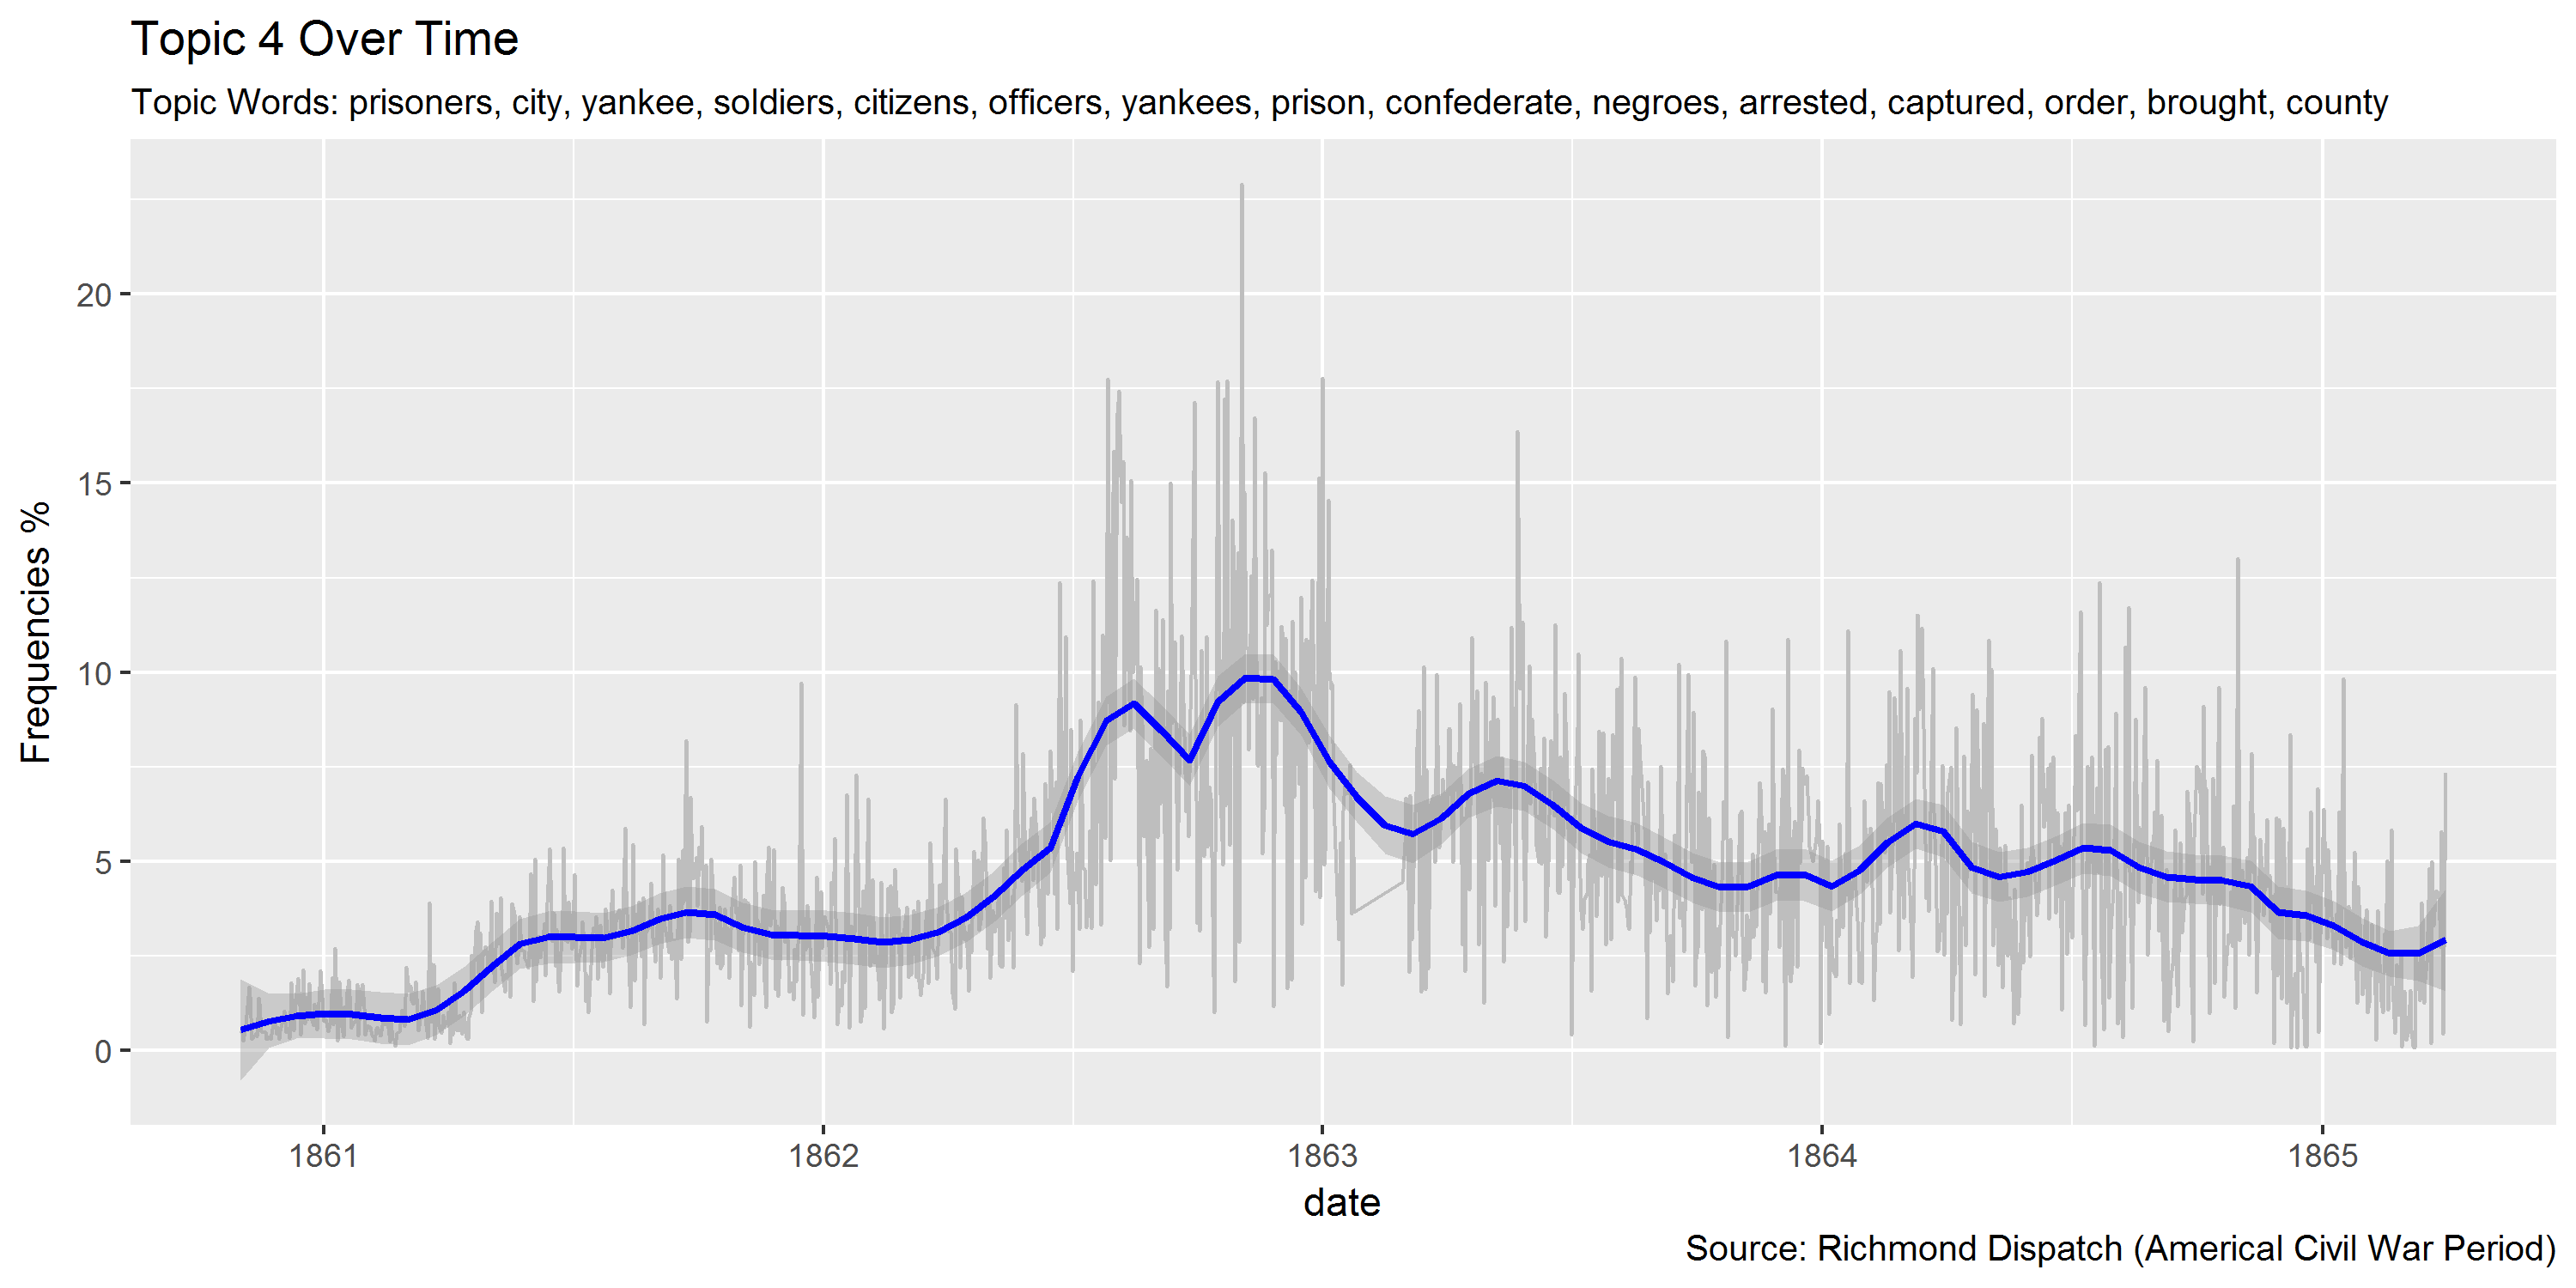 Topic 4 Over Time
Topic Words: prisoners, city, yankee, soldiers, citizens, officers, yankees, prison, confederate, negroes, arrested, captured, order, brought, county
Frequencies %
20
15
10
5
0
1861 1862 1863 1864 1865
date
Source: Richmond Dispatch (Americal Civil War Period)